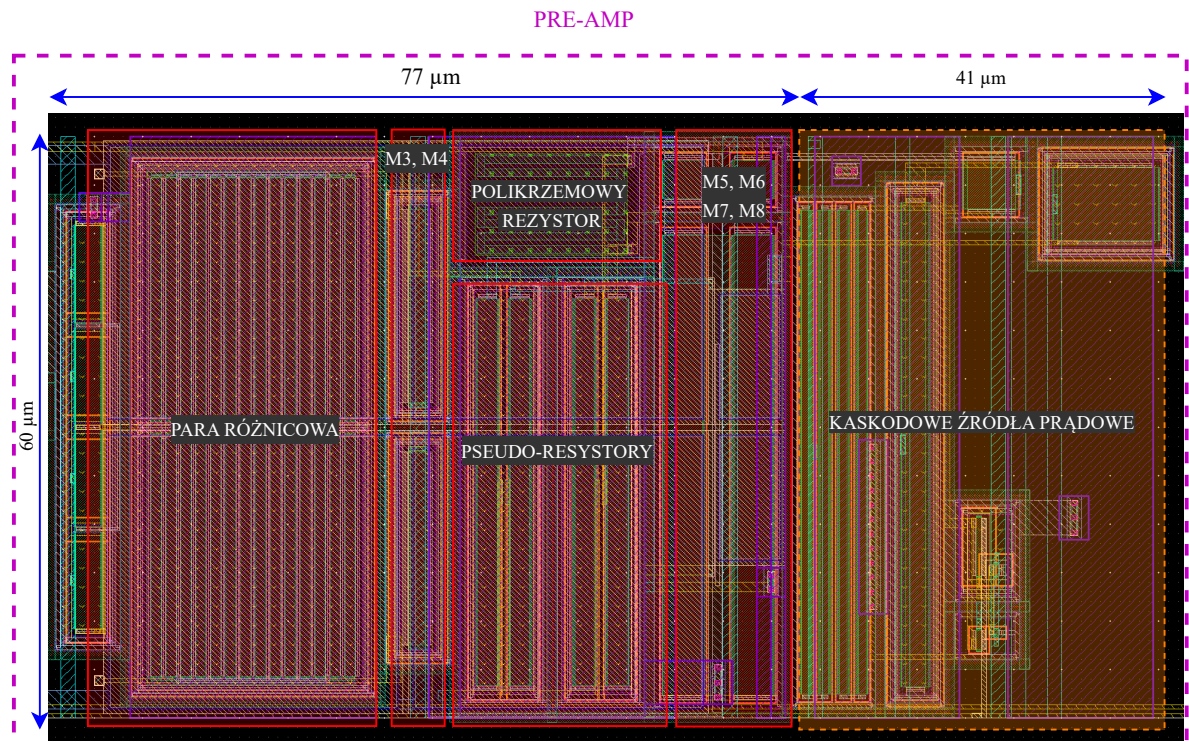 PRE-AMP
77 µm
41 µm
60 µm
M3, M4
POLIKRZEMOWY
REZYSTOR
M5, M6
M7, M8
PARA RÓŻNICOWA
PSEUDO-RESYSTORY
KASKODOWE ŹRÓDŁA PRĄDOWE